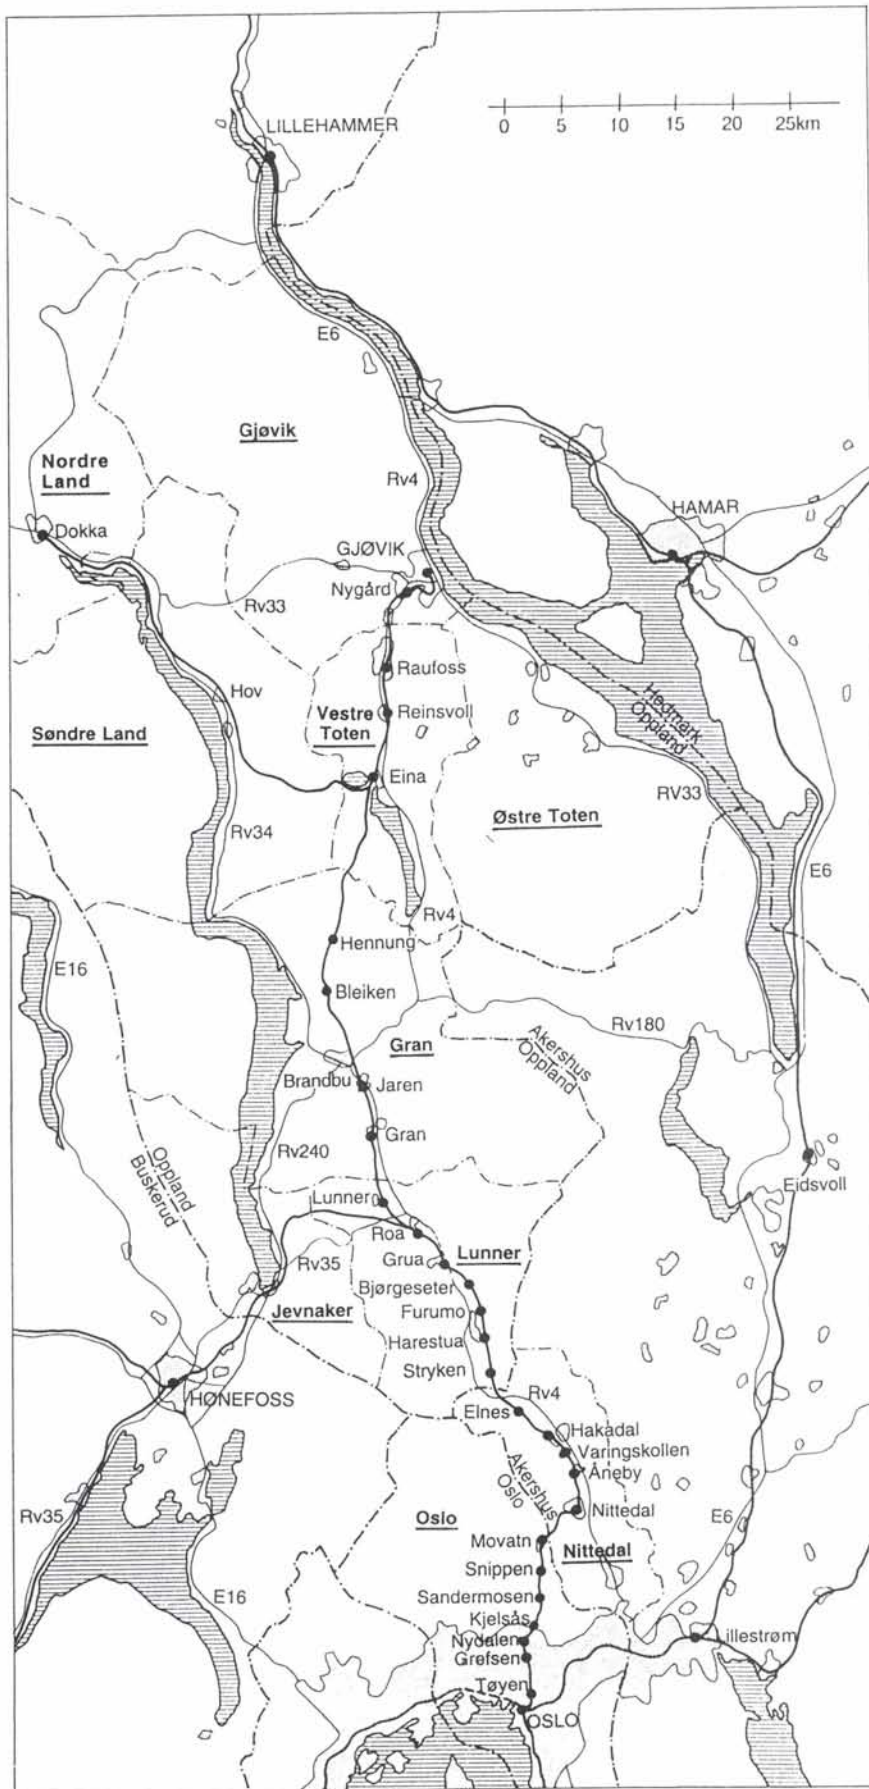 LILLEHAMMER
0 5 10 15 20 25km
E6
Gjøvik
Nordre
Land
Rv4
HAMAR
Dokka
GJØVIK
Nygård
Rv33
Raufoss
Hov
Vestre
Toten
Reinsvoll
Hedmark
Oppland
Søndre Land
Eina
RV33
Østre Toten
Rv34
E6
Rv4
Hennung
E16
Bleiken
Rv180
Gran
Akershus
Oppland
Brandbu
Jaren
Gran
Oppland
Buskerud
Rv240
Eidsvoll
Lunner
Roa
Lunner
Grua
Rv35
Bjørgeseter
Jevnaker
Furumo
Harestua
Stryken
HØNEFOSS
Rv4
Elnes
Hakadal
Varingskollen
Åneby
Akershus
Oslo
Rv35
Nittedal
E6
Oslo
Movatn
Nittedal
Snippen
E16
Sandermosen
Kjelsås
Nydalen
illestrøm
Grefsen
Tøyen
OSLO